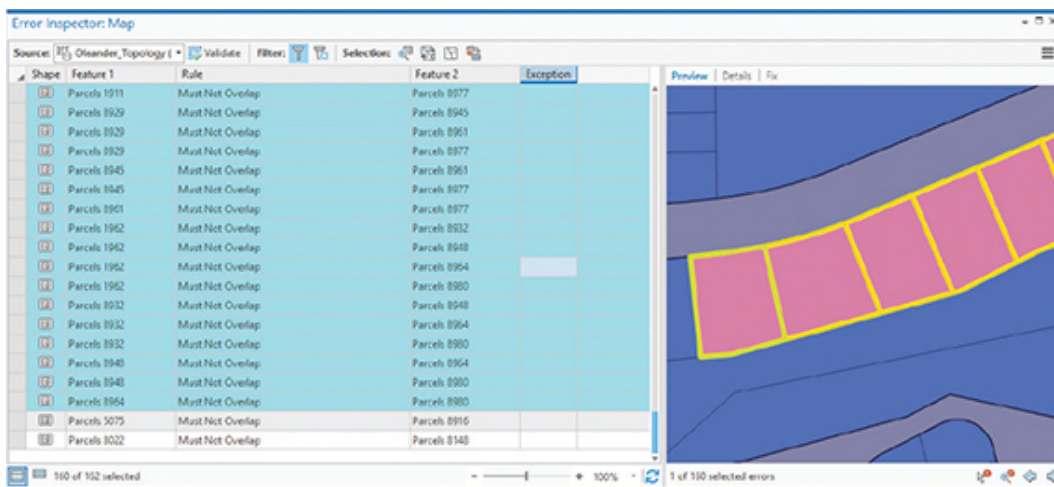 Error Inspector: Map
Source: Oleander_Topology ( Validate Filter: Selection:
Shape Feature 1 Rule Feature 2 Exception
Parcels 1911 Must Not Overlap Parcels 8977
Parcels 8929 Must Not Overlap Parcels 8945
Parcels 8929 Must Not Overlap Parcels 8961
Parcels 8929 Must Not Overlap Parcels 8977
Parcels 8945 Must Not Overlap Parcels 8961
Parcels 8945 Must Not Overlap Parcels 8977
Parcels 8961 Must Not Overlap Parcels 8977
Parcels 1962 Must Not Overlap Parcels 8932
Parcels 1962 Must Not Overlap Parcels 8948
Parcels 1962 Must Not Overlap Parcels 8964
Parcels 1962 Must Not Overlap Parcels 8980
Parcels 8932 Must Not Overlap Parcels 8948
Parcels 8932 Must Not Overlap Parcels 8964
Parcels 8932 Must Not Overlap Parcels 8980
Parcels 8948 Must Not Overlap Parcels 8964
Parcels 8948 Must Not Overlap Parcels 8980
Parcels 8964 Must Not Overlap Parcels 8980
Parcels 5075 Must Not Overlap Parcels 8916
Parcels 8022 Must Not Overlap Parcels 8148
160 of 162 selected - + 100%
Preview Details Fix
1 of 160 selected errors